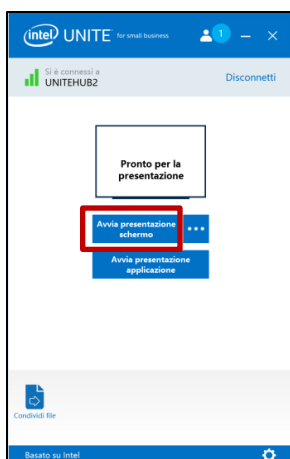 intel UNITE for small business 1
Si è connessi a
UNITEHUB2
Disconnetti
Pronto per la
presentazione
Avvia presentazione
schermo
Avvia presentazione
applicazione
Condividi file
Basato su Intel